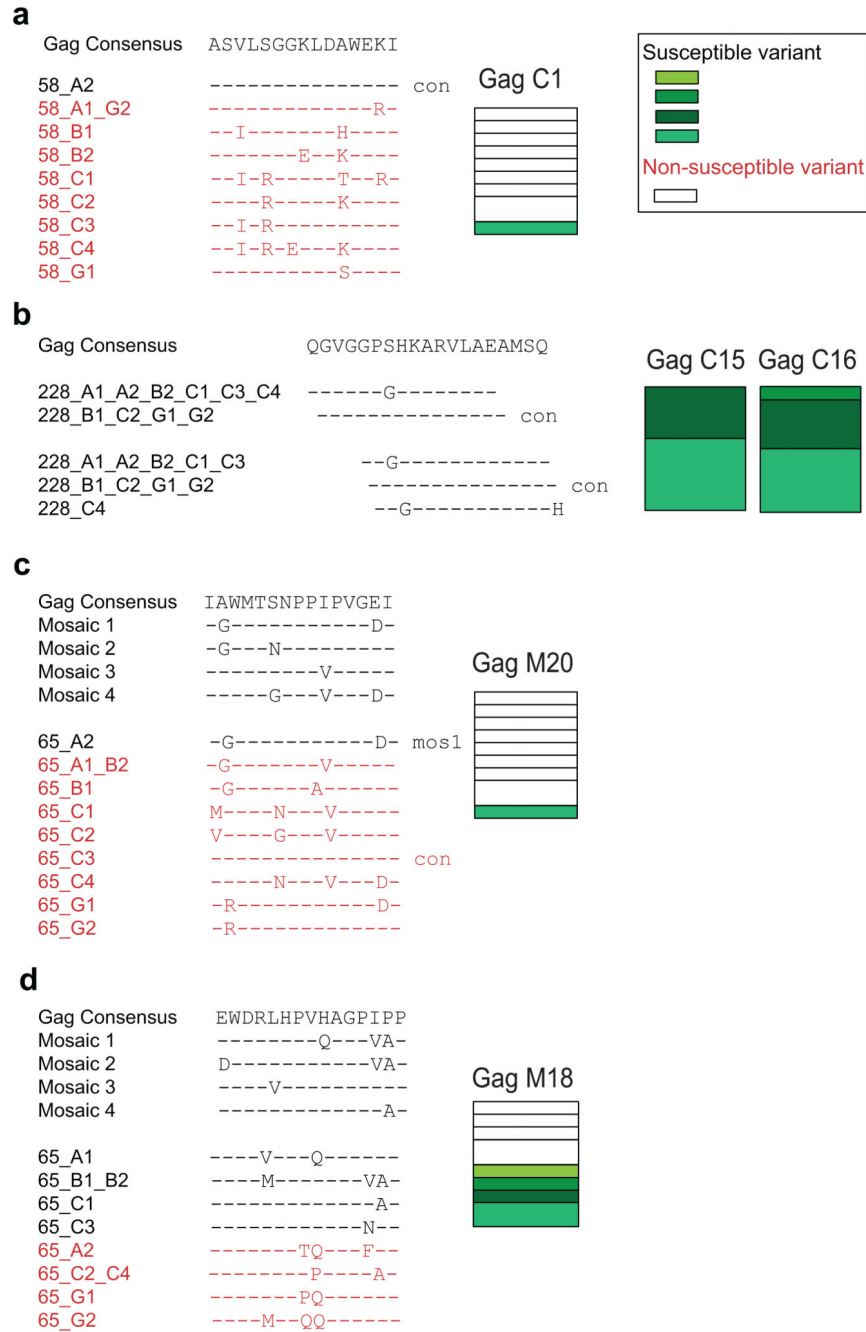 a
Gag Consensus ASVLSGGKLDAWEKI
58_A2 --------------- con
58_A1_G2 -------------R-
58_B1 --I-------H----
58_B2 -------E--K----
58_C1 --I-R-----T--R-
58_C2 ----R-----K----
58_C3 --I-R----------
58_C4 --I-R-E---K----
58_G1 ----------S----
Gag C1
Susceptible variant
Non-susceptible variant
b
Gag Consensus QGVGGPSHKARVLAEAMSQ
228_A1_A2_B2_C1_C3_C4 ------G--------
228_B1_C2_G1_G2 --------------- con
228_A1_A2_B2_C1_C3 --G------------
228_B1_C2_G1_G2 --------------- con
228_C4 --G-----------H
Gag C15 Gag C16
c
Gag Consensus IAWMTSNPPIPVGEI
Mosaic 1 -G-----------D-
Mosaic 2 -G---N---------
Mosaic 3 ---------V-----
Mosaic 4 -----G---V---D-
65_A2 -G-----------D- mos1
65_A1_B2 -G-------V-----
65_B1 -G------A------
65_C1 M----N---V-----
65_C2 V----G---V-----
65_C3 --------------- con
65_C4 -----N---V---D-
65_G1 -R-----------D-
65_G2 -R-------------
Gag M20
d
Gag Consensus EWDRLHPVHAGPIPP
Mosaic 1 --------Q---VA-
Mosaic 2 D-----------VA-
Mosaic 3 ----V----------
Mosaic 4 -------------A-
65_A1 ----V---Q------
65_B1_B2 ----M-------VA-
65_C1 -------------A-
65_C3 ------------N--
65_A2 -------TQ---F--
65_C2_C4 --------P----A-
65_G1 -------PQ------
65_G2 ----M--QQ------
Gag M18